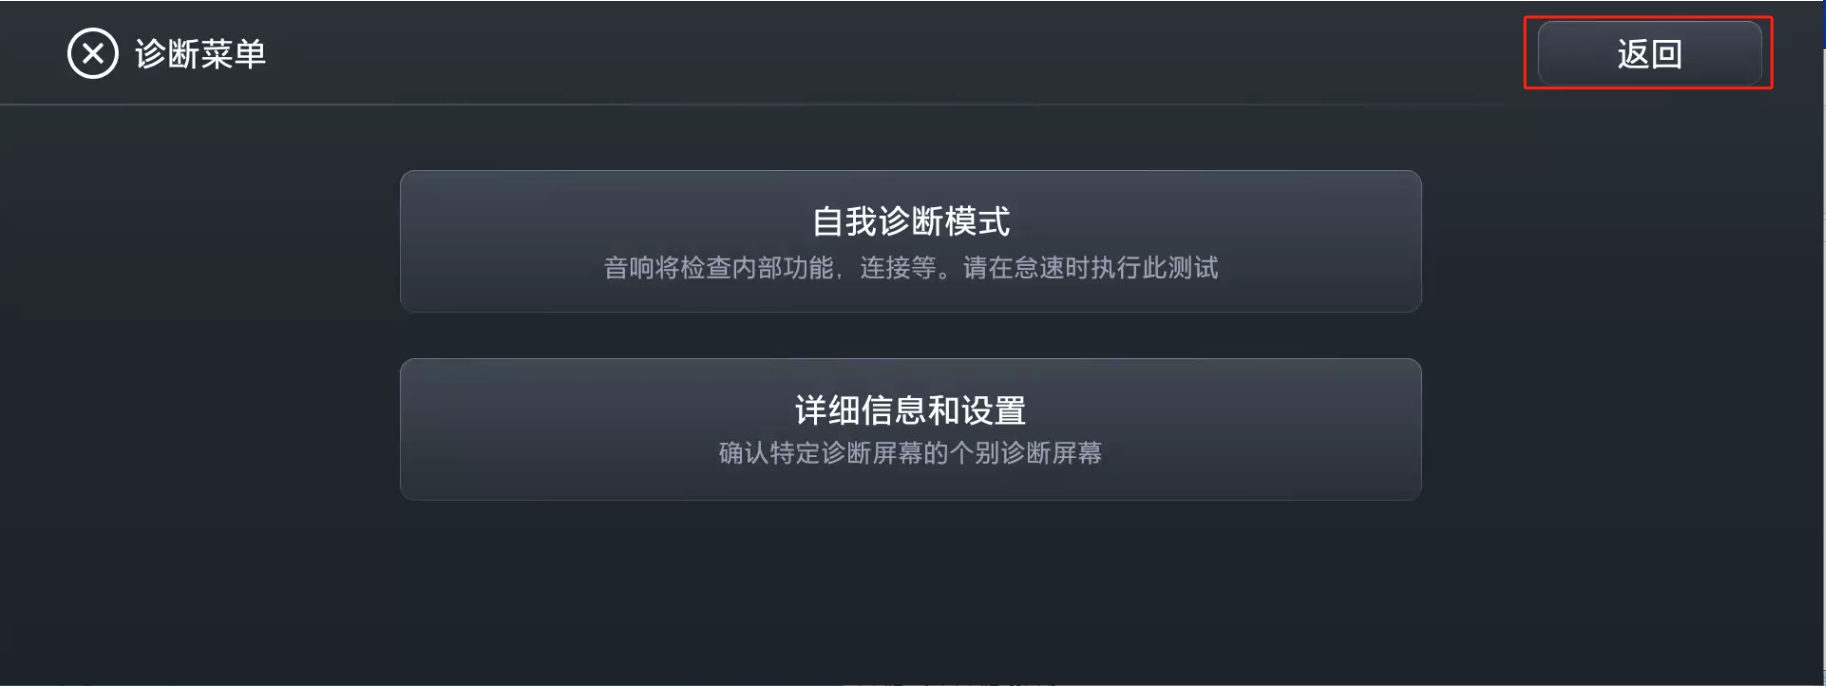 诊断菜单
返回
自我诊断模式
音响将检查内部功能，连接等。请在怠速时执行此测试
详细信息和设置
确认特定诊断屏幕的个别诊断屏幕